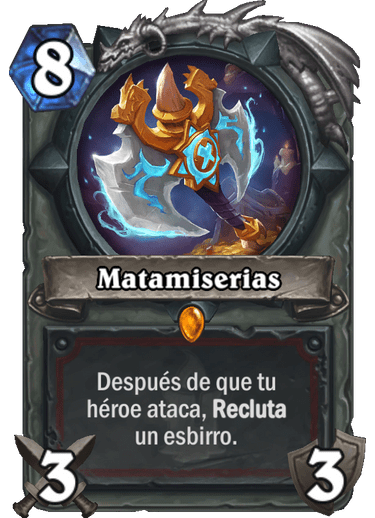 8
Matamiserias
Después de que tu
héroe ataca, Recluta
un esbirro.
3
3